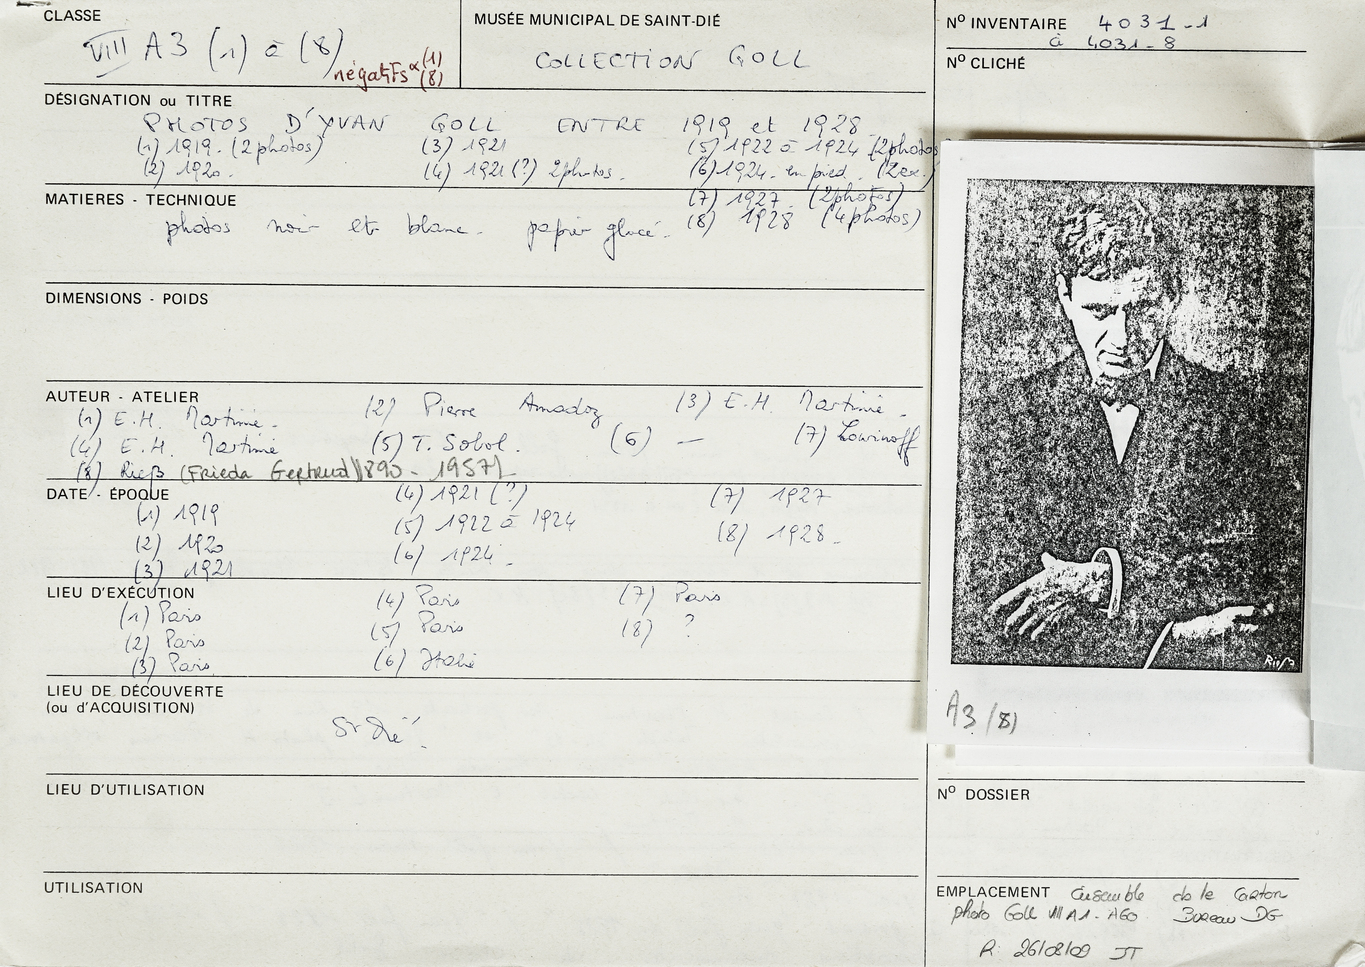 CLASSE
VIII A3 (1) à (8)
négatifs (1)
(8)
MUSÉE MUNICIPAL DE SAINT-DIÉ
COLLECTION GOLL
N° INVENTAIRE 4031-1
à 4031-8
N° CLICHÉ
DÉSIGNATION ou TITRE
PHOTOS D'YVAN GOLL ENTRE 1919 et 1928
(1) 1919. (2 photos) (3) 1921 (5) 1922 à 1924 (2 photos
(2) 1920. (4) 1921 (?) 2 photos. (6) 1924. en pied. (2 ex.)
(7) 1927. (2 photos)
(8) 1928 (4 photos)
MATIERES - TECHNIQUE
photos noir et blanc. papier glacé.
DIMENSIONS - POIDS
AUTEUR - ATELIER
(1) E.H. Martinié. (2) Pierre (3) E.H. Martinié.
(4) E.H. Martinié (5) T. Sobol. (6) — (7) Lowinoff
(8) Rieß (Frieda Gertrud) 1890 - 1957)
DATE - ÉPOQUE
(1) 1919
(2) 1920
(3) 1921
(4) 1921 (?)
(5) 1922 à 1924
(6) 1924.
(7) 1927
(8) 1928.
LIEU D'EXÉCUTION
(1) Paris
(2) Paris
(3) Paris
(4) Paris
(5) Paris
(6) Italie
(7) Paris
(8) ?
LIEU DE DÉCOUVERTE
(ou d'ACQUISITION)
St Dié.
LIEU D'UTILISATION
UTILISATION
Rieß
A3 (8)
N° DOSSIER
EMPLACEMENT Ensemble ds le carton
photo Goll VIII A1 - A60 Bureau DG
R: 26/08/09 JT